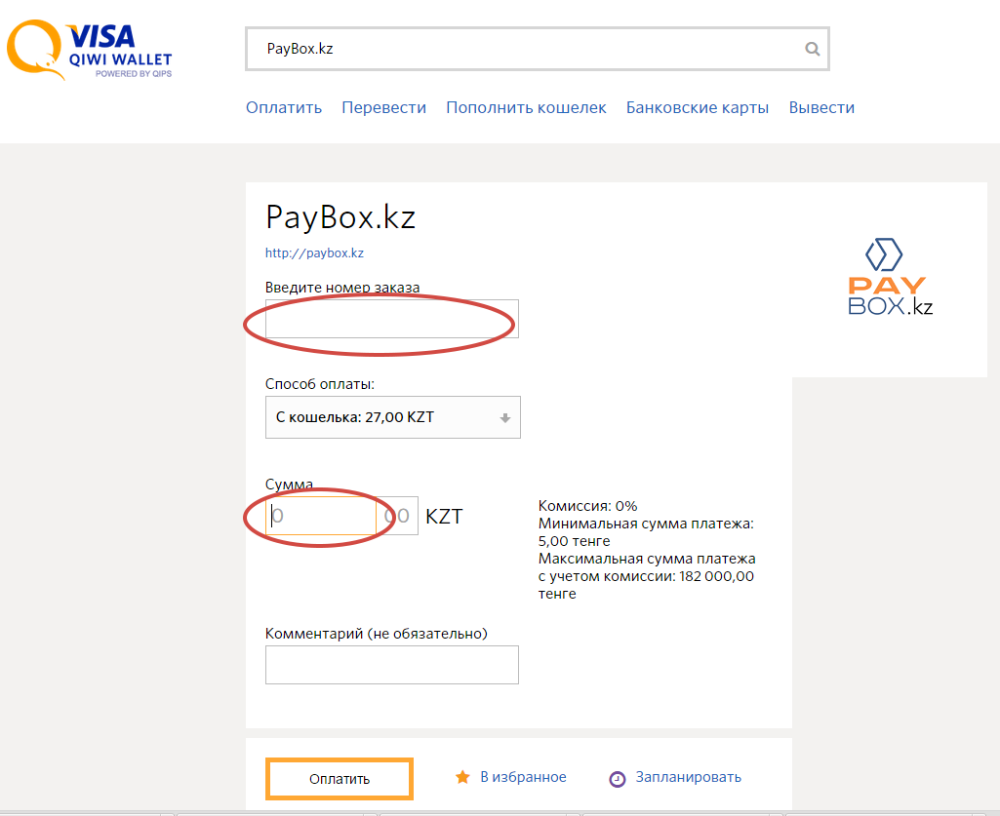 VISA
QIWI WALLET
POWERED BY QIPS
PayBox.kz
Оплатить Перевести Пополнить кошелек Банковские карты Вывести
PayBox.kz
http://paybox.kz
PAY
BOX.kz
Введите номер заказа
Способ оплаты:
С кошелька: 27,00 KZT
Сумма
0 00 KZT
Комиссия: 0%
Минимальная сумма платежа:
5,00 тенге
Максимальная сумма платежа
с учетом комиссии: 182 000,00
тенге
Комментарий (не обязательно)
Оплатить В избранное Запланировать